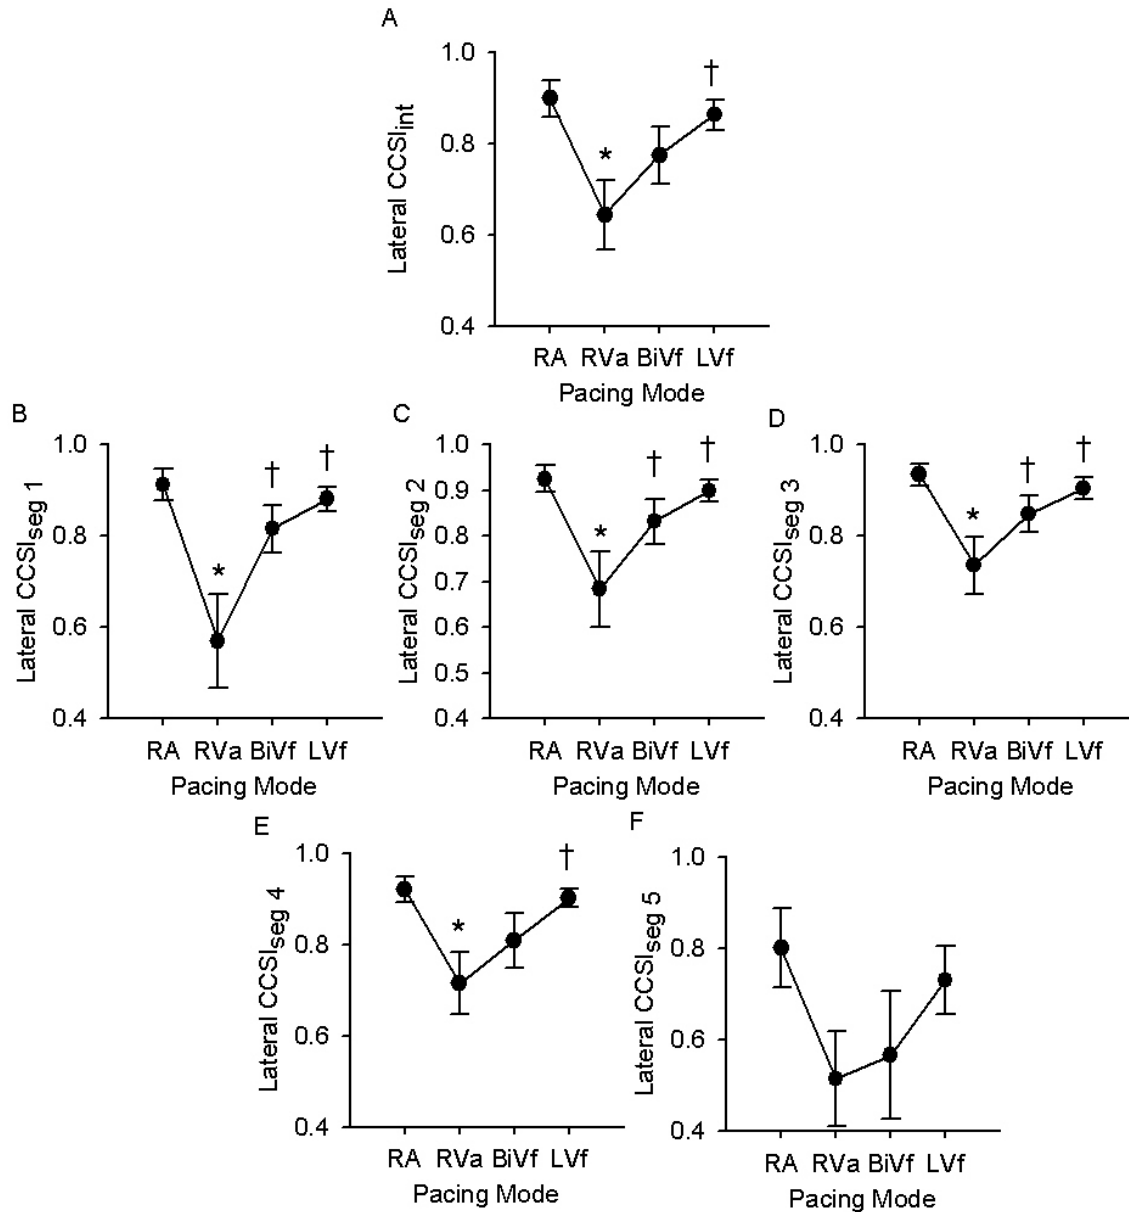 A
Lateral CCSIint
1.0
0.8
0.6
0.4
*
†
RA RVa BiVf LVf
Pacing Mode
B
Lateral CCSIseg 1
1.0
0.8
0.6
0.4
*
†
†
RA RVa BiVf LVf
Pacing Mode
C
Lateral CCSIseg 2
1.0
0.9
0.8
0.7
0.6
0.5
0.4
*
†
†
RA RVa BiVf LVf
Pacing Mode
D
Lateral CCSIseg 3
1.0
0.8
0.6
0.4
*
†
†
RA RVa BiVf LVf
Pacing Mode
E
Lateral CCSIseg 4
1.0
0.8
0.6
0.4
*
†
RA RVa BiVf LVf
Pacing Mode
F
Lateral CCSIseg 5
1.0
0.8
0.6
0.4
RA RVa BiVf LVf
Pacing Mode